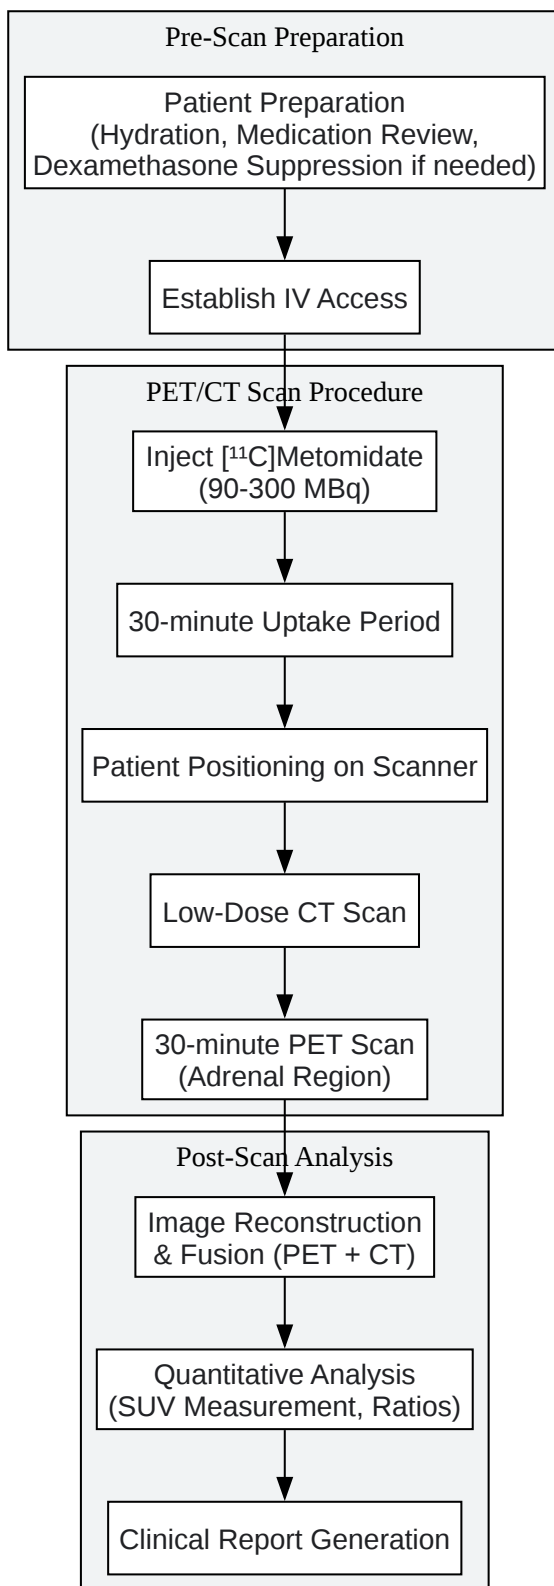 Pre-Scan Preparation
Patient Preparation
(Hydration, Medication Review,
Dexamethasone Suppression if needed)
Establish IV Access
PET/CT Scan Procedure
Inject [¹¹C]Metomidate
(90-300 MBq)
30-minute Uptake Period
Patient Positioning on Scanner
Low-Dose CT Scan
30-minute PET Scan
(Adrenal Region)
Post-Scan Analysis
Image Reconstruction
& Fusion (PET + CT)
Quantitative Analysis
(SUV Measurement, Ratios)
Clinical Report Generation